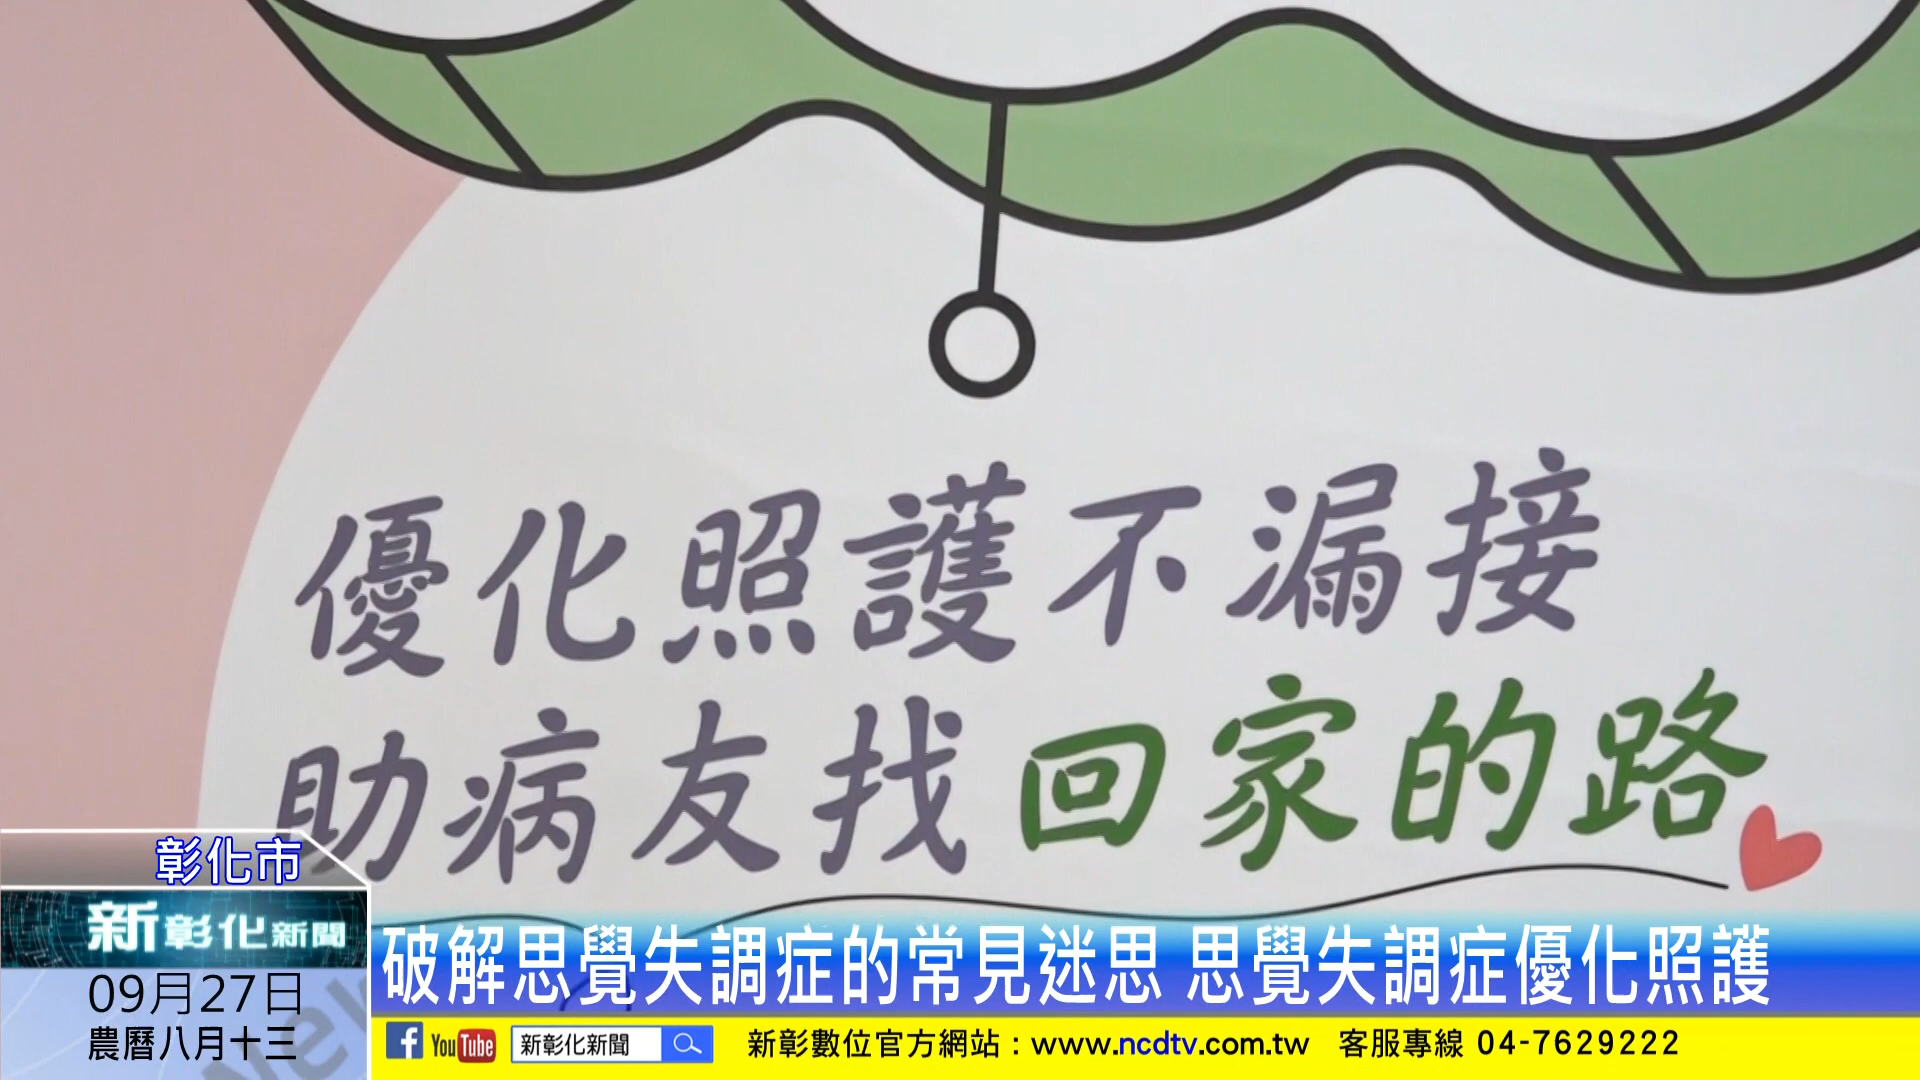 優化照護不漏接
助病友找回家的路
彰化市
新彰化新聞
09月27日
農曆八月十三
破解思覺失調症的常見迷思 思覺失調症優化照護
YouTube 新彰化新聞 新彰數位官方網站：www.ncdtv.com.tw 客服專線 04-7629222